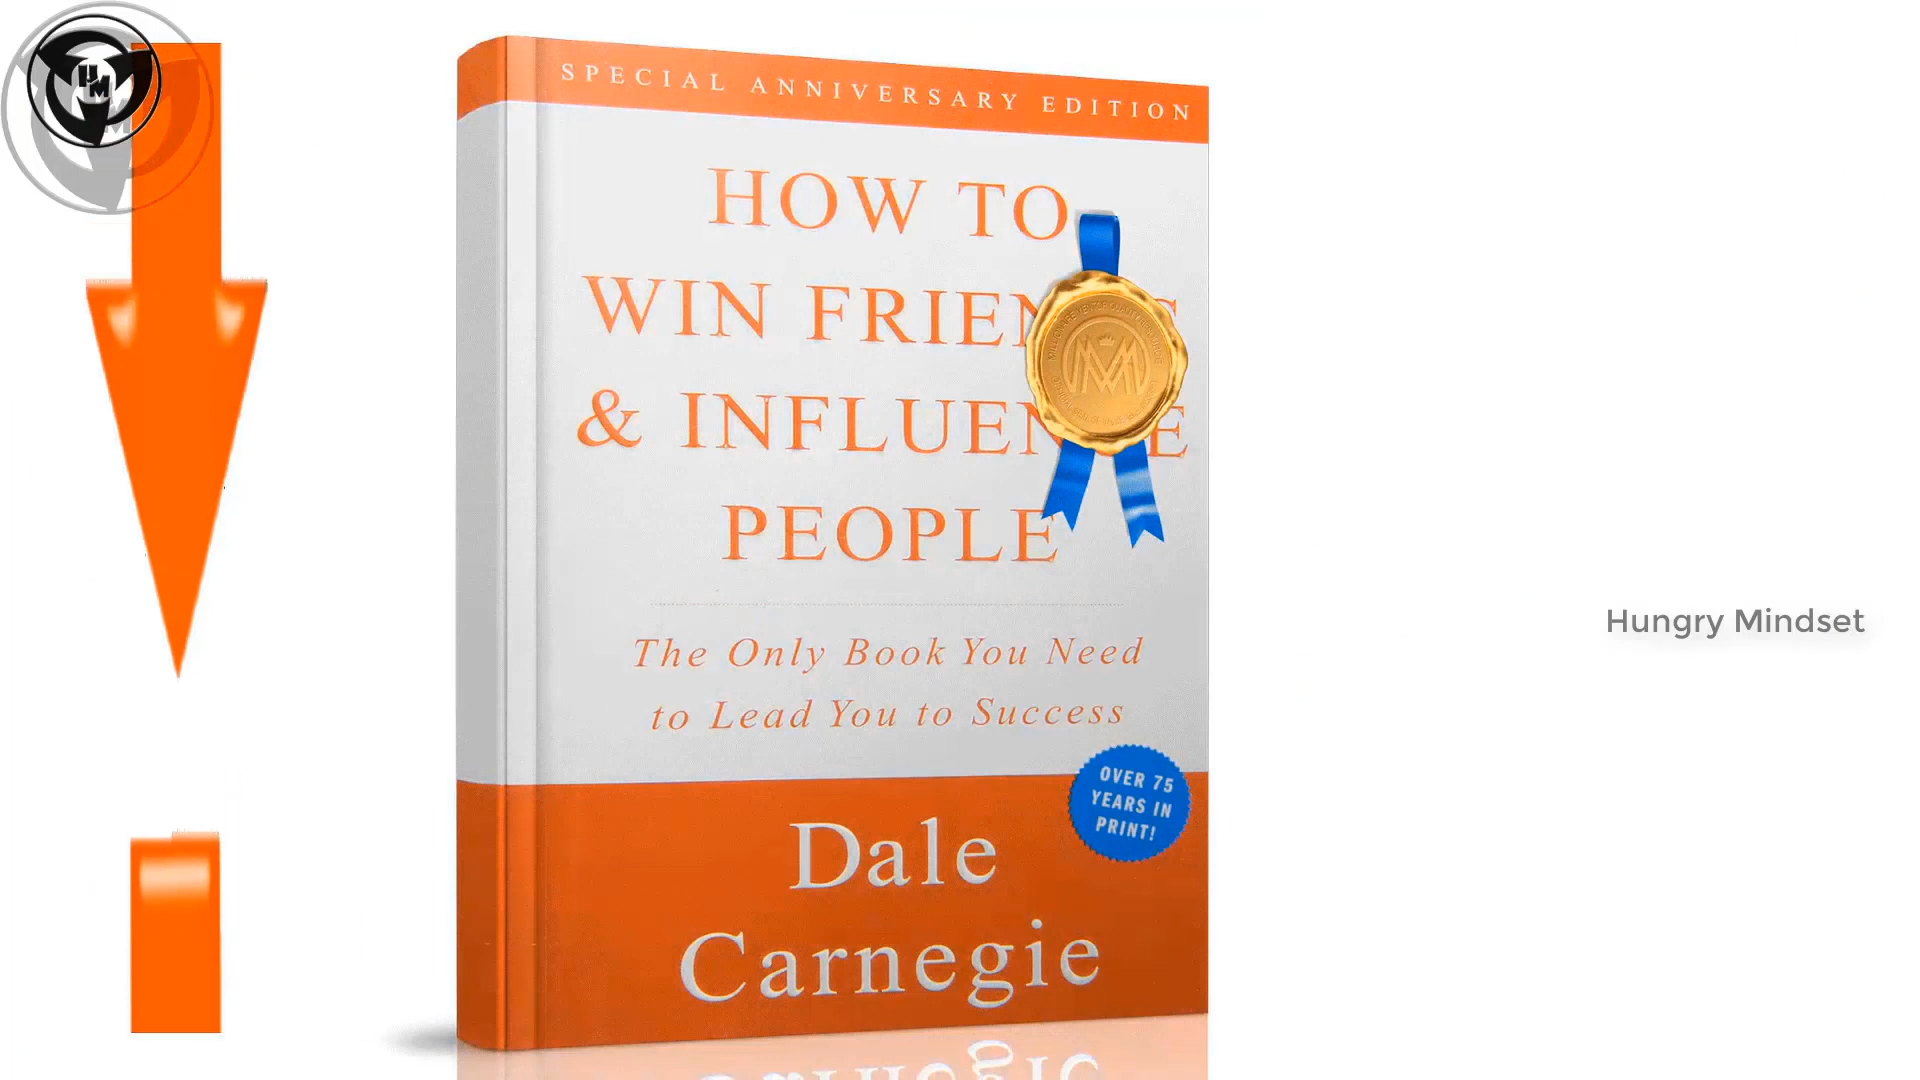 HM
SPECIAL ANNIVERSARY EDITION
HOW TO
WIN FRIEN
& INFLUEN E
PEOPLE
The Only Book You Need
to Lead You to Success
OVER 75
YEARS IN
PRINT!
Dale
Carnegie
Hungry Mindset